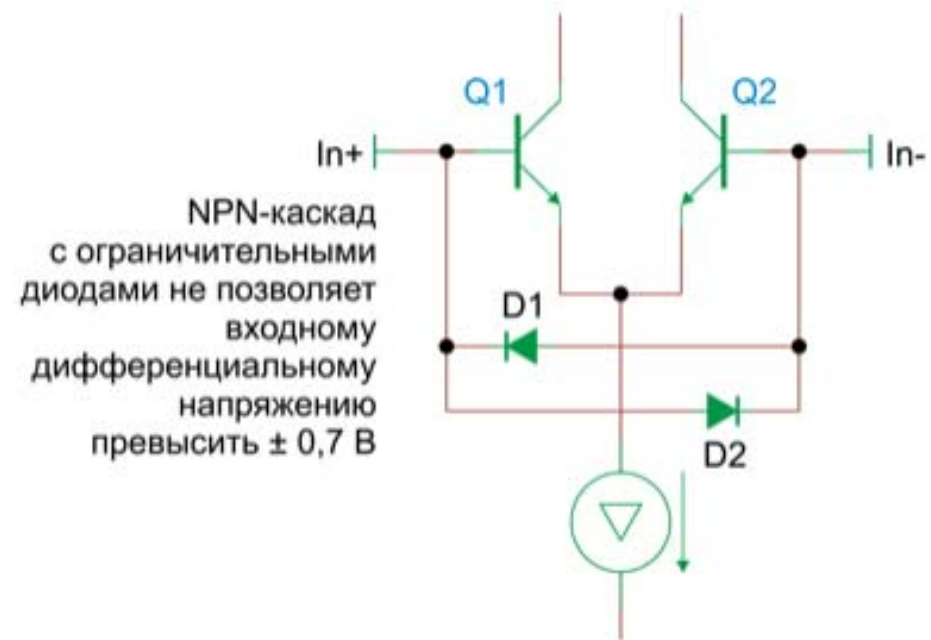 Q1
Q2
In+
In-
NPN-каскад
с ограничительными
диодами не позволяет
входному
дифференциальному
напряжению
превысить ± 0,7 В
D1
D2